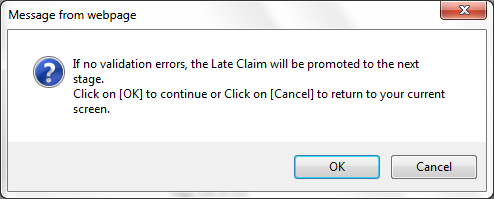 Message from webpage
If no validation errors, the Late Claim will be promoted to the next
stage.
Click on [OK] to continue or Click on [Cancel] to return to your current
screen.
OK
Cancel